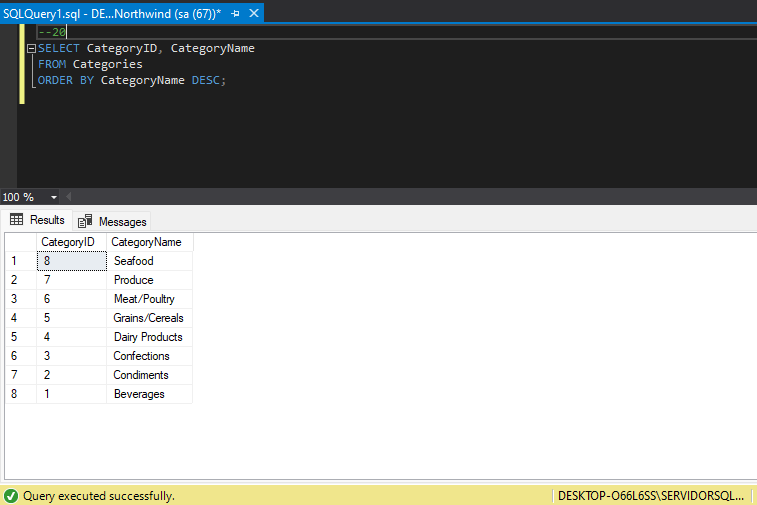 SQLQuery1.sql - DE...Northwind (sa (67))*
--20
SELECT CategoryID, CategoryName
FROM Categories
ORDER BY CategoryName DESC;
100 %
Results Messages
CategoryID CategoryName
1 8 Seafood
2 7 Produce
3 6 Meat/Poultry
4 5 Grains/Cereals
5 4 Dairy Products
6 3 Confections
7 2 Condiments
8 1 Beverages
Query executed successfully. DESKTOP-O66L6SS\SERVIDORSQL...